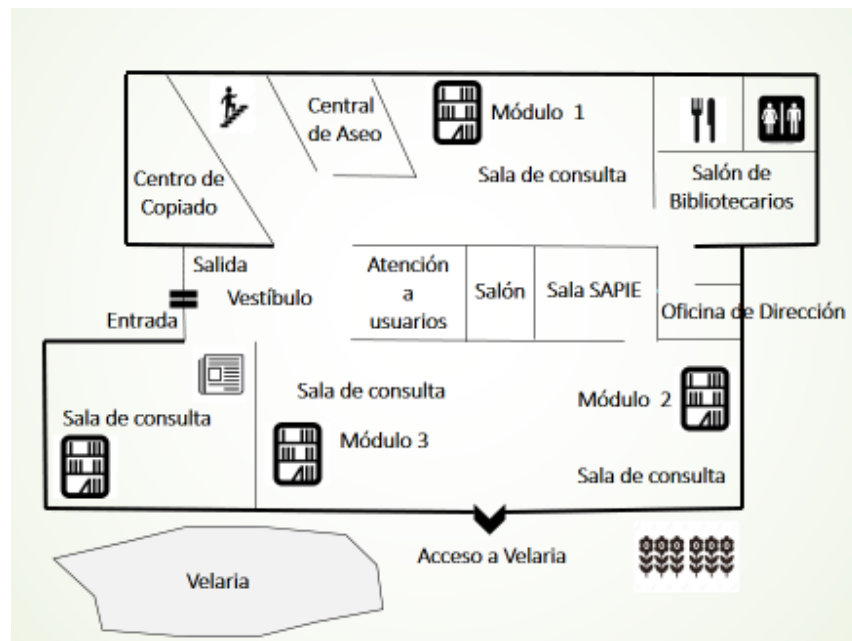 Central
de Aseo
Módulo 1
Centro de
Copiado
Sala de consulta
Salón de
Bibliotecarios
Salida
Vestíbulo
Entrada
Atención
a
usuarios
Salón
Sala SAPIE
Oficina de Dirección
Sala de consulta
Sala de consulta
Módulo 3
Módulo 2
Sala de consulta
Acceso a Velaria
Velaria